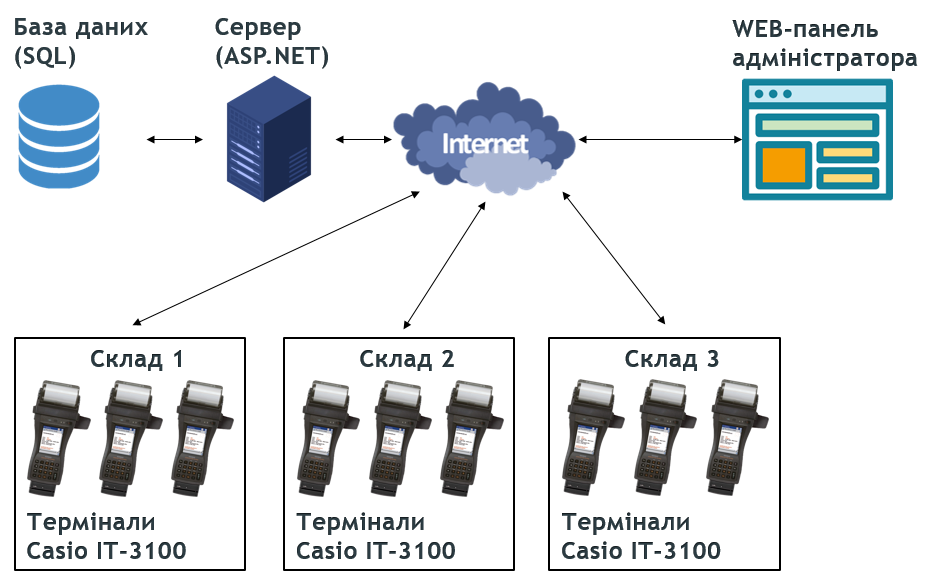 База даних
(SQL)
Сервер
(ASP.NET)
WEB-панель
адміністратора
Internet
Склад 1
Термінали
Casio IT-3100
Склад 2
Термінали
Casio IT-3100
Склад 3
Термінали
Casio IT-3100